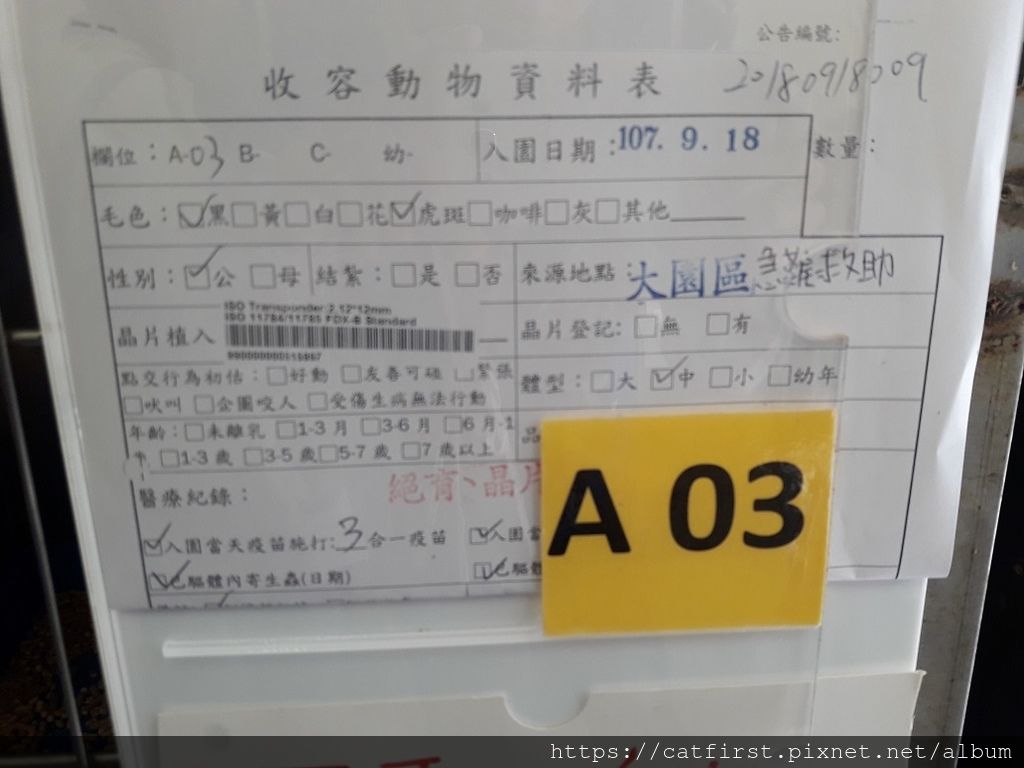 公告編號:
收容動物資料表 20180918009
欄位：A-03 B- C- 幼- 入園日期：107. 9. 18 數量：
毛色：☑黑□黃□白□花☑虎斑□咖啡□灰□其他
性別：☑公 □母 結紮：□是 □否 來源地點：大園區急難救助
ISO Transponder 2.12*12mm
ISO 11784/11785 FDX-B Standard
晶片植入 晶片登記：□無 □有
點交行為初估：□好動 □友善可碰 □緊張 體型：□大 ☑中 □小 □幼年
□吠叫 □企圖咬人 □受傷生病無法行動
年齡：□未離乳 □1-3月 □3-6月 □6月-1
□1-3歲 □3-5歲□5-7歲 □7歲以上
絕育、晶片
醫療紀錄：
☑入園當天疫苗施打:3合一疫苗 ☑入園當
☑已驅體內寄生蟲(日期) ☑已驅體
A 03
https://catfirst.pixnet.net/album